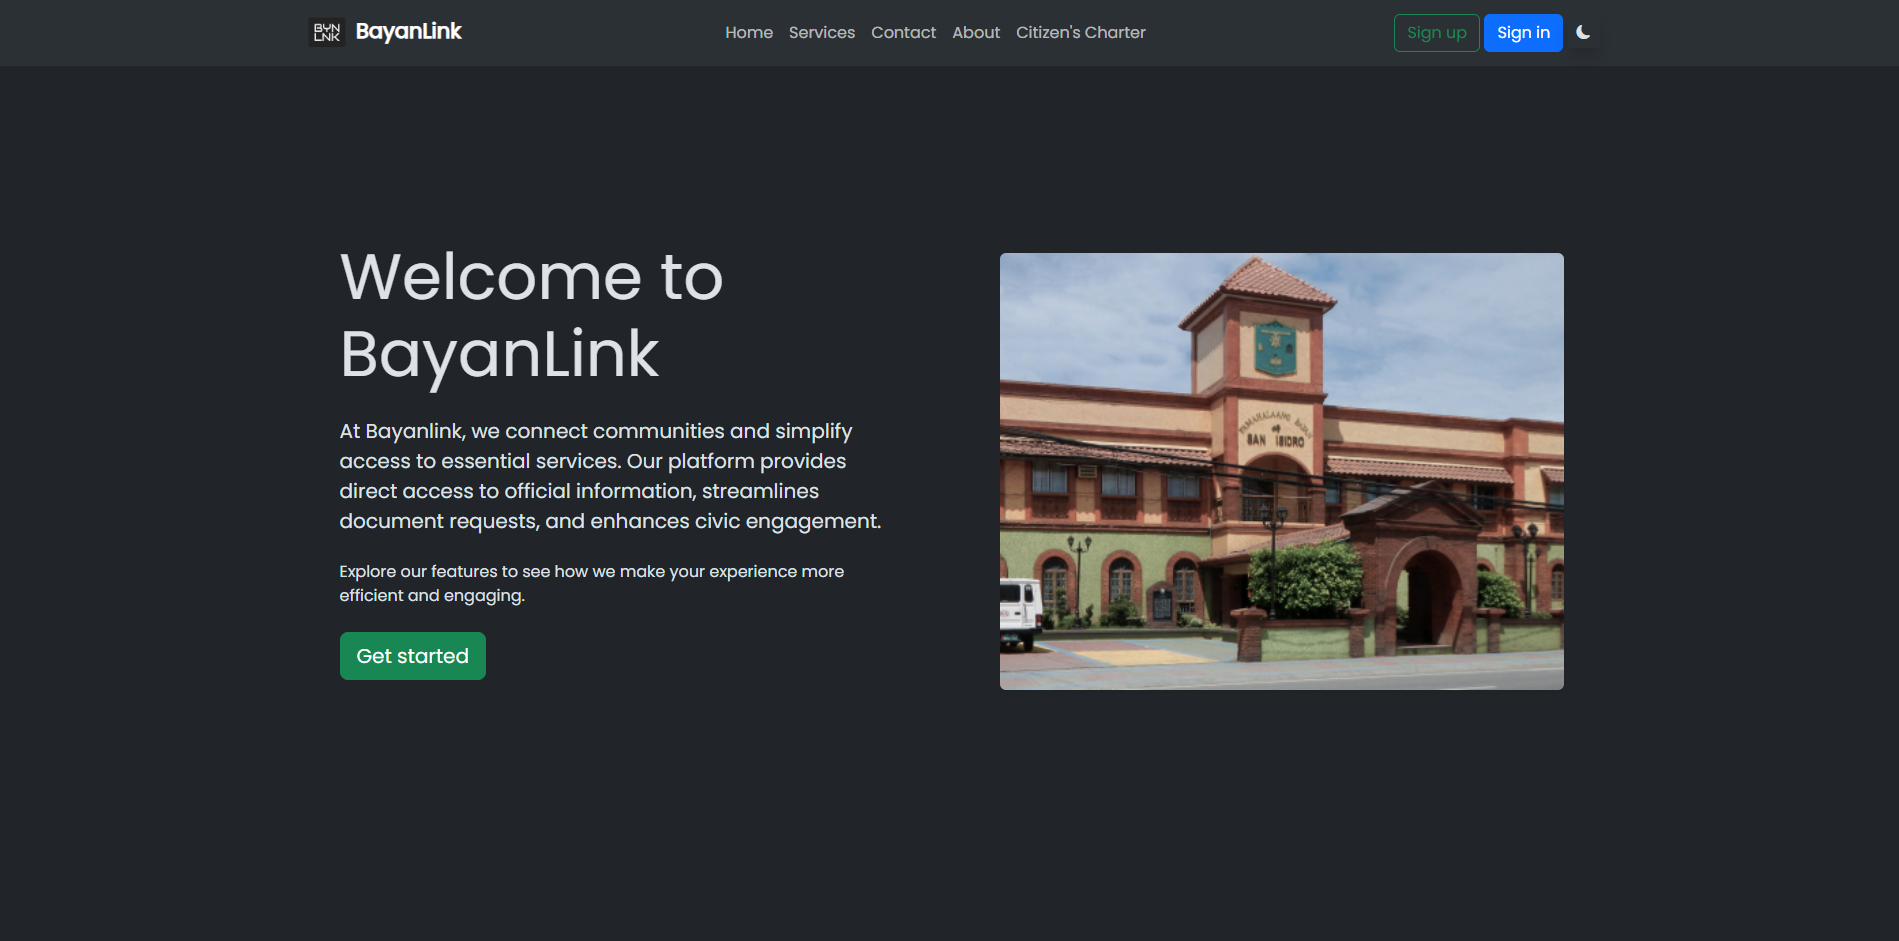 BYN
LNK
BayanLink
Home
Services
Contact
About
Citizen's Charter
Sign up
Sign in
Welcome to
BayanLink
At Bayanlink, we connect communities and simplify
access to essential services. Our platform provides
direct access to official information, streamlines
document requests, and enhances civic engagement.
Explore our features to see how we make your experience more
efficient and engaging.
Get started
PAMAHALAANG BAYAN
ng
SAN ISIDRO